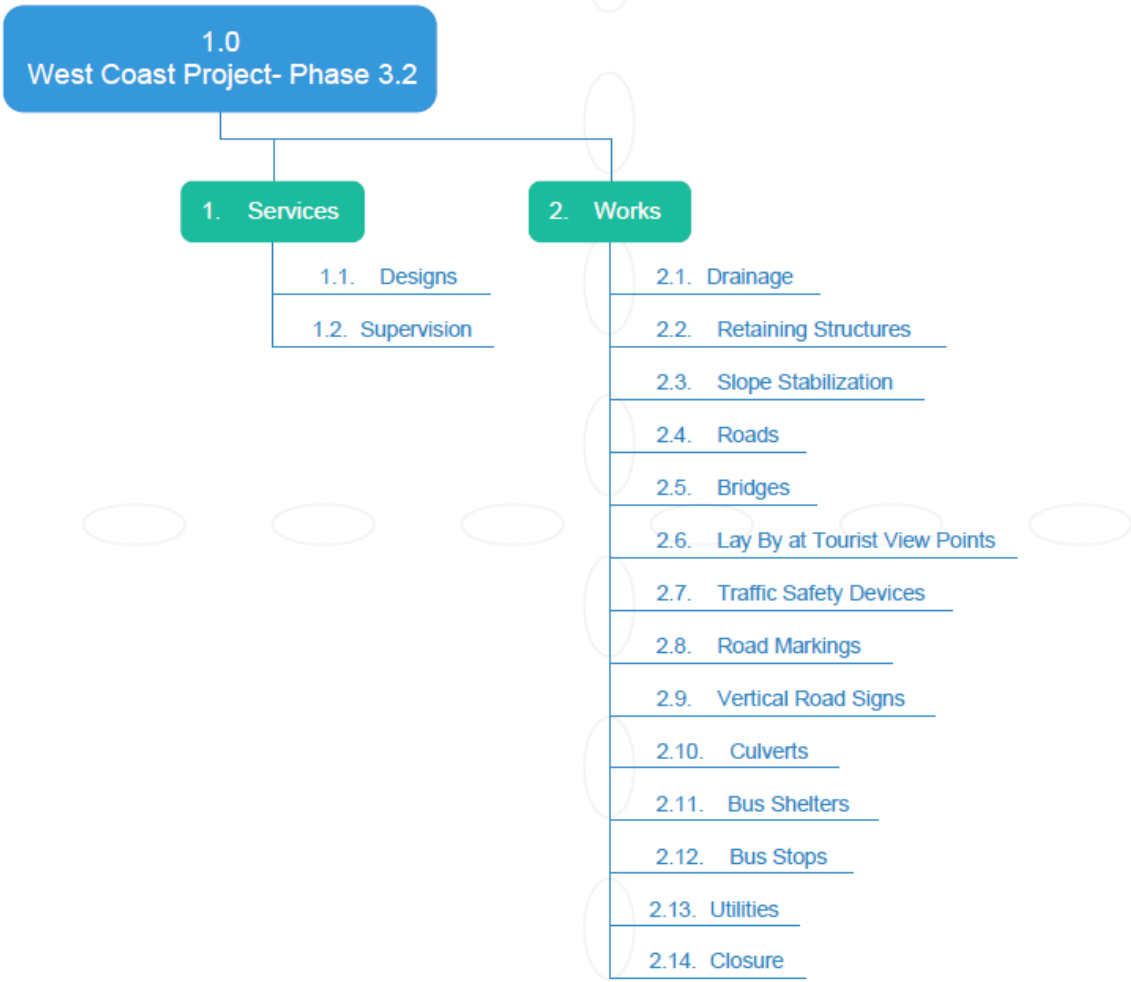 1.0
West Coast Project- Phase 3.2
1. Services
2. Works
1.1. Designs
1.2. Supervision
2.1. Drainage
2.2. Retaining Structures
2.3. Slope Stabilization
2.4. Roads
2.5. Bridges
2.6. Lay By at Tourist View Points
2.7. Traffic Safety Devices
2.8. Road Markings
2.9. Vertical Road Signs
2.10. Culverts
2.11. Bus Shelters
2.12. Bus Stops
2.13. Utilities
2.14. Closure